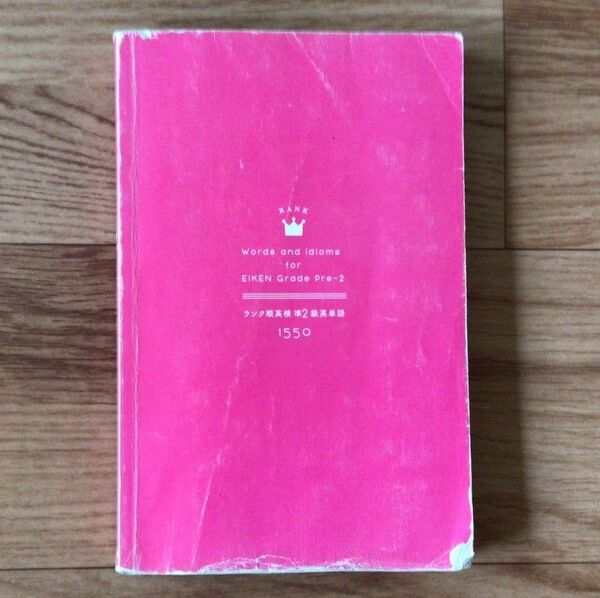 RANK
Words and Idioms
for
EIKEN Grade Pre-2
ランク順英検 準2級英単語
1550